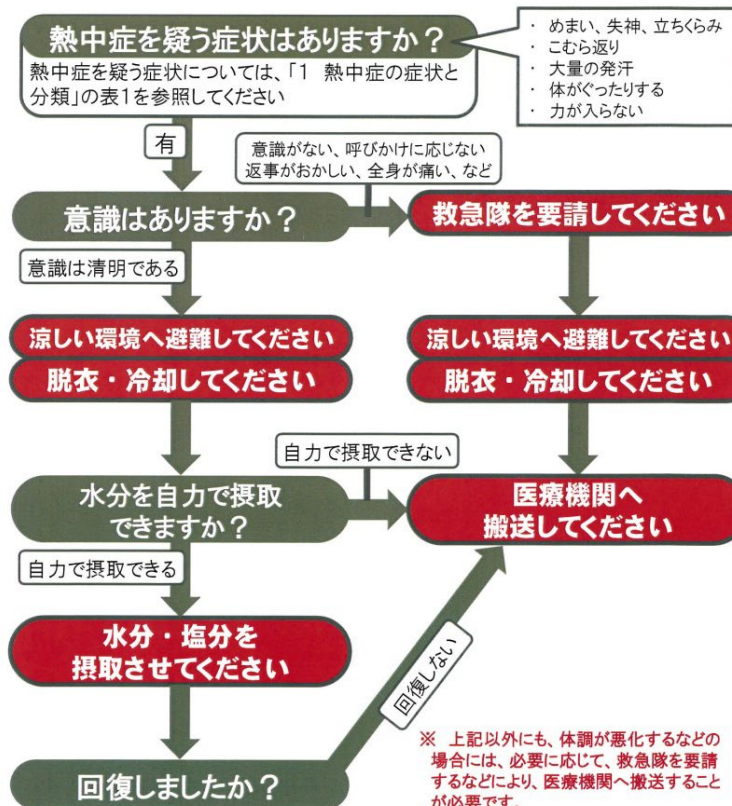 熱中症を疑う症状はありますか？
熱中症を疑う症状については、「1 熱中症の症状と
分類」の表1を参照してください
・ めまい、失神、立ちくらみ
・ こむら返り
・ 大量の発汗
・ 体がぐったりする
・ 力が入らない
有
意識がない、呼びかけに応じない
返事がおかしい、全身が痛い、など
意識はありますか？
救急隊を要請してください
意識は清明である
涼しい環境へ避難してください
脱衣・冷却してください
涼しい環境へ避難してください
脱衣・冷却してください
自力で摂取できない
水分を自力で摂取
できますか？
医療機関へ
搬送してください
自力で摂取できる
水分・塩分を
摂取させてください
回復しない
回復しましたか？
※ 上記以外にも、体調が悪化するなどの
場合には、必要に応じて、救急隊を要請
するなどにより、医療機関へ搬送すること
が必要です。